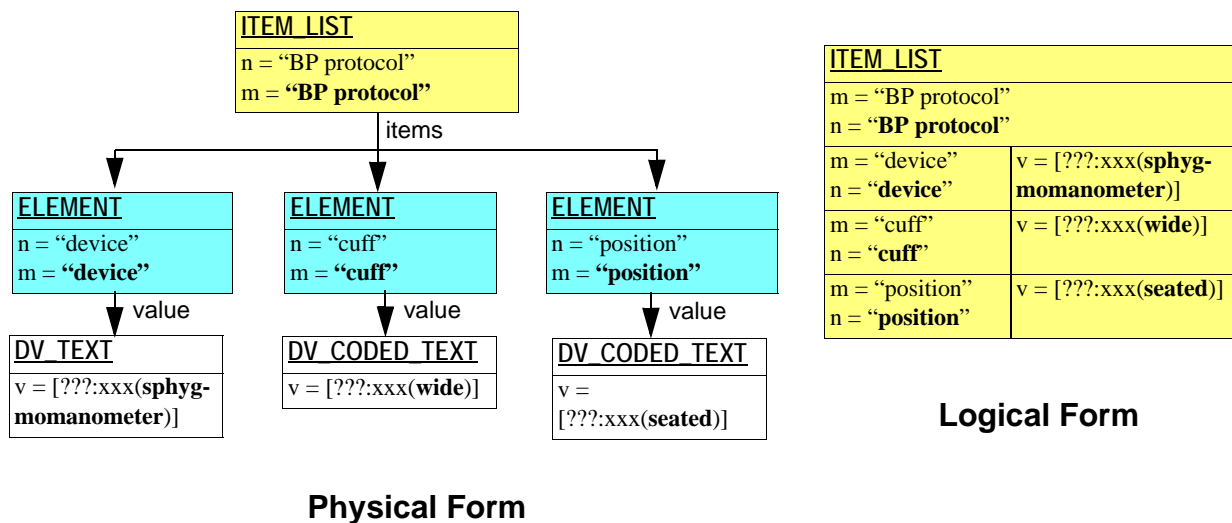 ITEM_LIST
n = “BP protocol”
m = “BP protocol”
items
ELEMENT
n = “device”
m = “device”
value
DV_TEXT
v = [???:xxx(sphyg-
momanometer)]
ELEMENT
n = “cuff”
m = “cuff”
value
DV_CODED_TEXT
v = [???:xxx(wide)]
ELEMENT
n = “position”
m = “position”
value
DV_CODED_TEXT
v =
[???:xxx(seated)]
Physical Form
ITEM_LIST
m = “BP protocol”
n = “BP protocol”
m = “device”
n = “device”
v = [???:xxx(sphyg-
momanometer)]
m = “cuff”
n = “cuff”
v = [???:xxx(wide)]
m = “position”
n = “position”
v = [???:xxx(seated)]
Logical Form